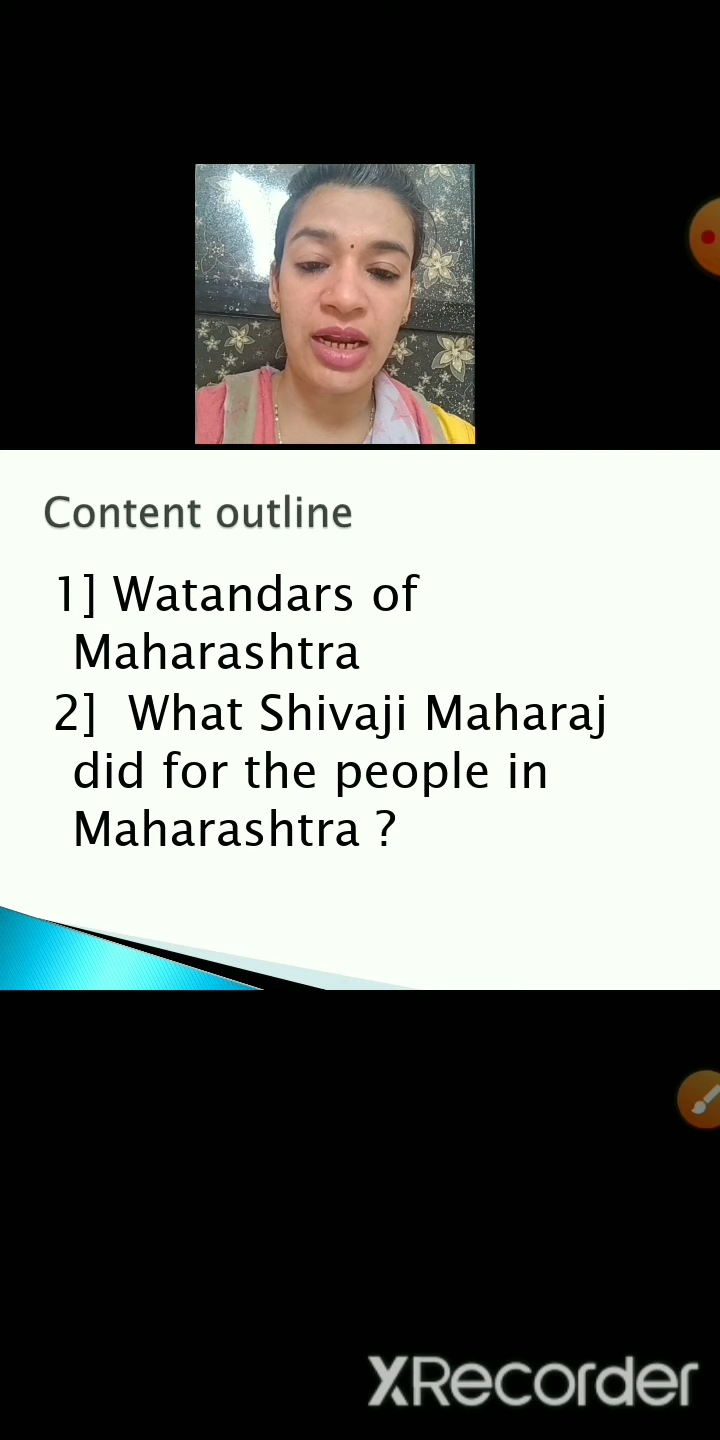 Content outline
1] Watandars of
Maharashtra
2] What Shivaji Maharaj
did for the people in
Maharashtra ?
XRecorder